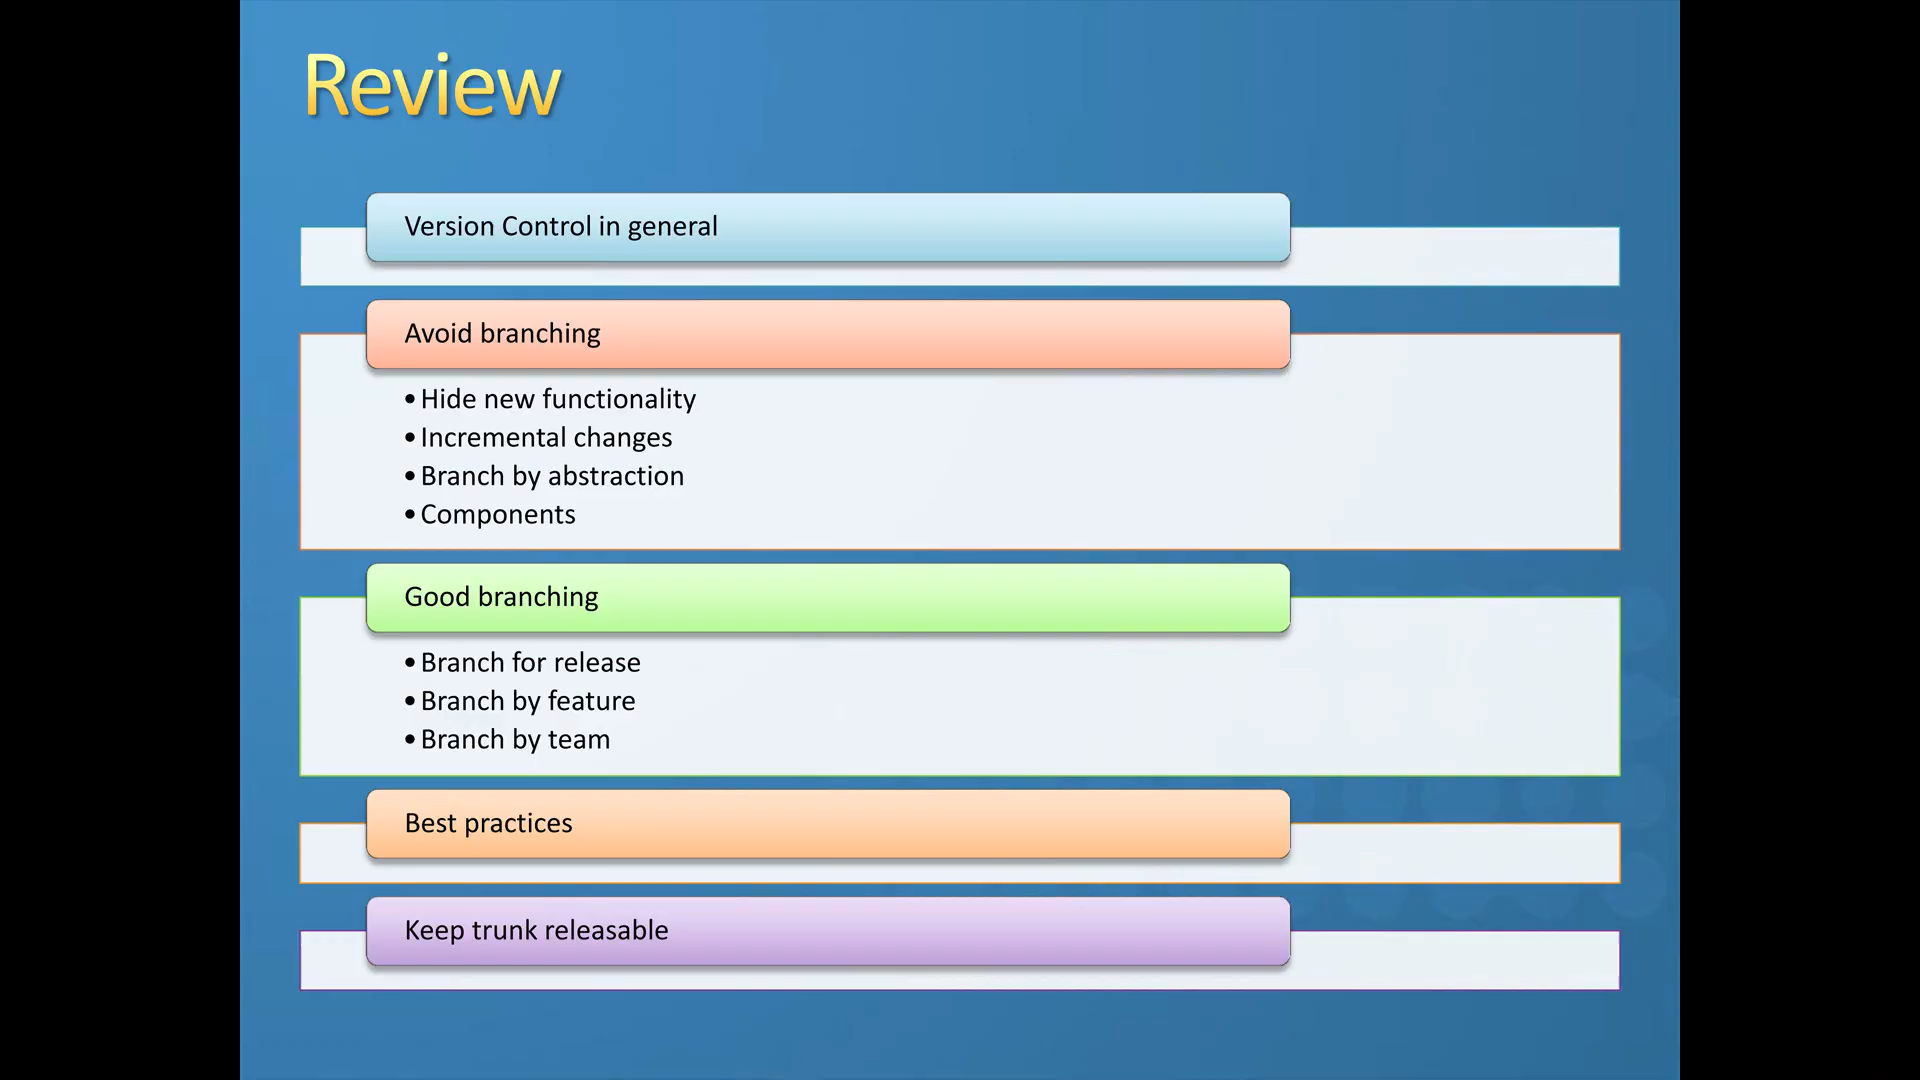 Review
Version Control in general
Avoid branching
•Hide new functionality
•Incremental changes
•Branch by abstraction
•Components
Good branching
•Branch for release
•Branch by feature
•Branch by team
Best practices
Keep trunk releasable